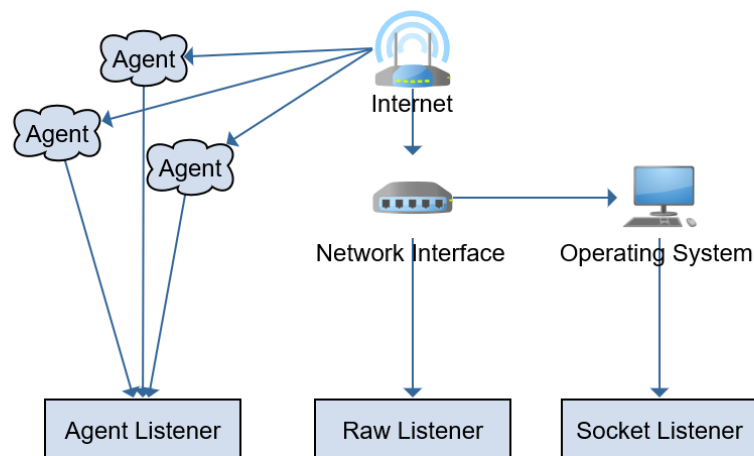 Agent
Internet
Agent
Agent
Network Interface
Operating System
Agent Listener
Raw Listener
Socket Listener